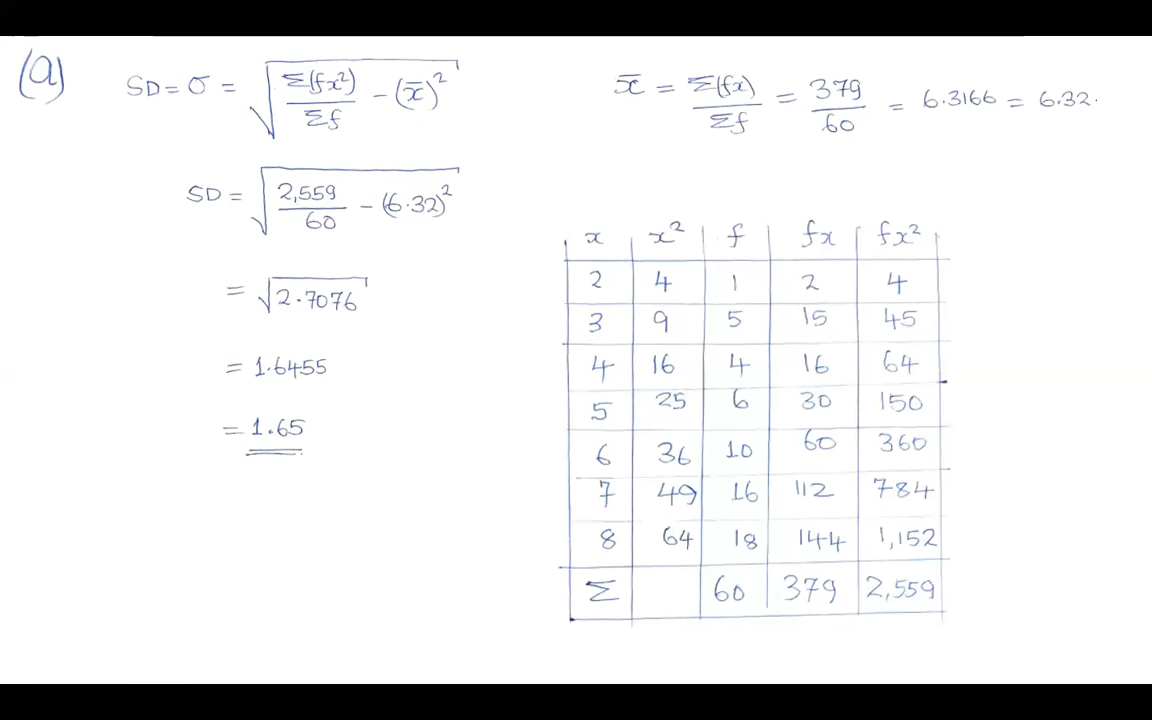 (a)
SD = σ = √(Σ(fx²)/Σf − (x̄)²)
x̄ = Σ(fx)/Σf = 379/60 = 6.3166 = 6.32.
SD = √(2,559/60 − (6.32)²)
= √2.7076
= 1.6455
= 1.65
x x² f fx fx²
2 4 1 2 4
3 9 5 15 45
4 16 4 16 64
5 25 6 30 150
6 36 10 60 360
7 49 16 112 784
8 64 18 144 1,152
Σ 60 379 2,559